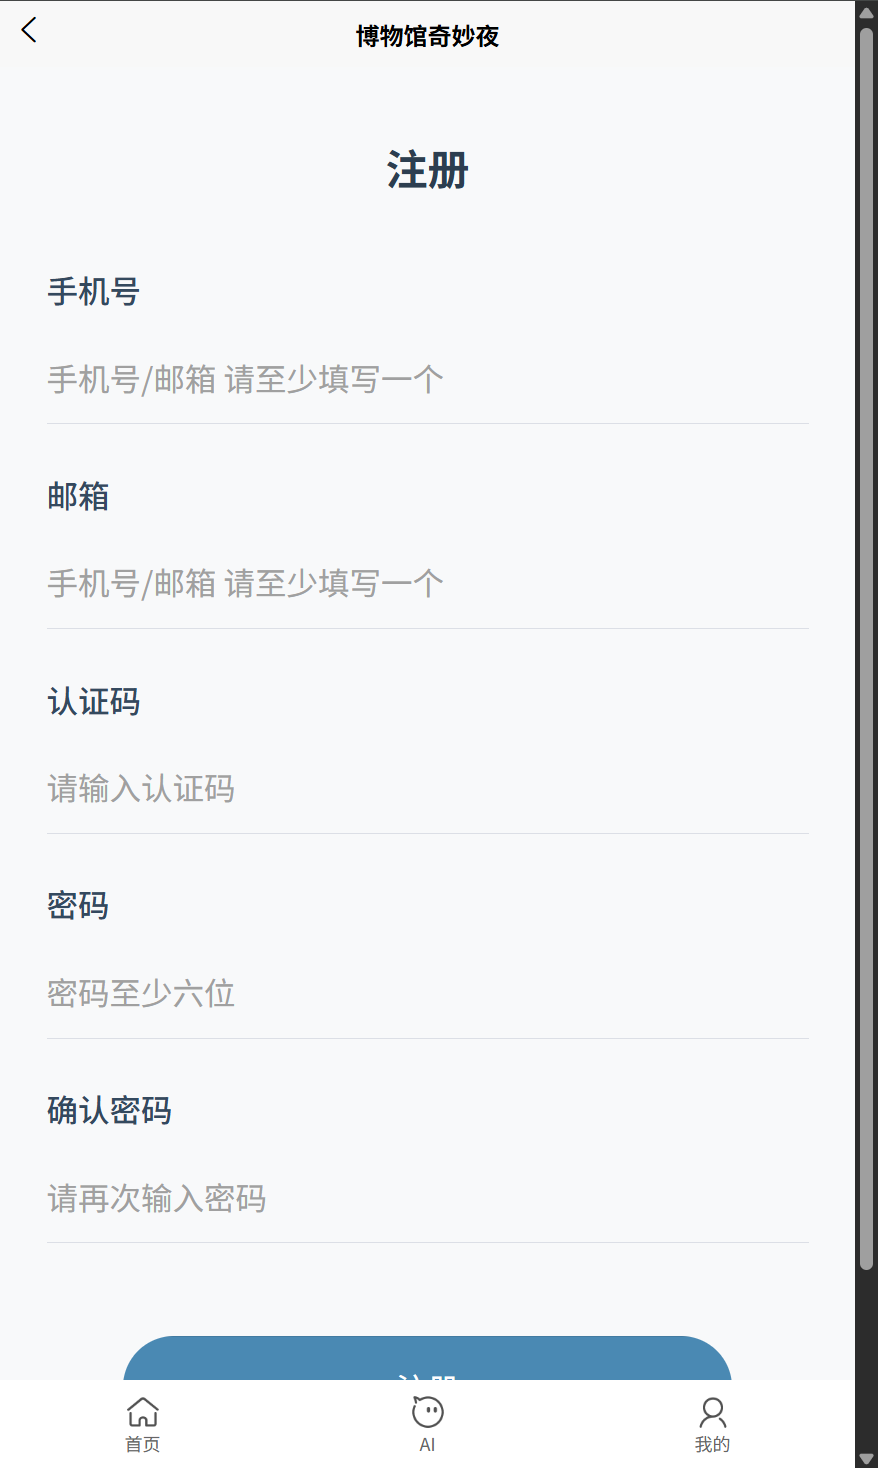 博物馆奇妙夜
注册
手机号
手机号/邮箱 请至少填写一个
邮箱
手机号/邮箱 请至少填写一个
认证码
请输入认证码
密码
密码至少六位
确认密码
请再次输入密码
注册
首页
AI
我的